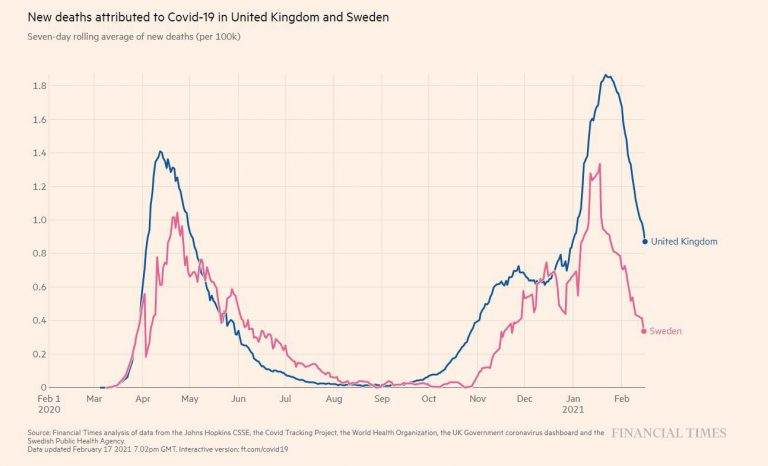 New deaths attributed to Covid-19 in United Kingdom and Sweden
Seven-day rolling average of new deaths (per 100k)
1.8
1.6
1.4
1.2
1.0
0.8
0.6
0.4
0.2
0
United Kingdom
Sweden
Feb 1 Mar Apr May Jun Jul Aug Sep Oct Nov Dec Jan Feb
2020 2021
Source: Financial Times analysis of data from the Johns Hopkins CSSE, the Covid Tracking Project, the World Health Organization, the UK Government coronavirus dashboard and the
Swedish Public Health Agency.
Data updated February 17 2021 7.02pm GMT. Interactive version: ft.com/covid19
FINANCIAL TIMES